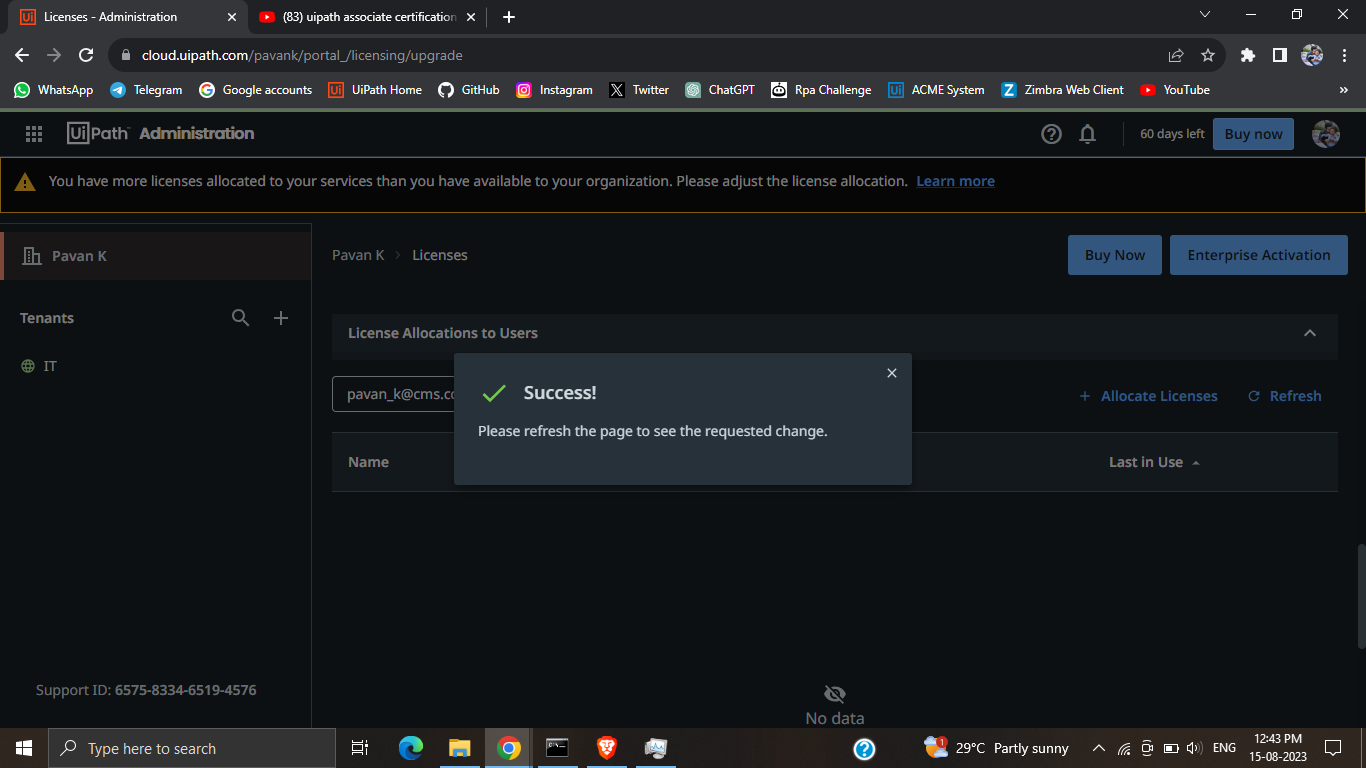 Licenses - Administration
(83) uipath associate certification
cloud.uipath.com/pavank/portal_/licensing/upgrade
WhatsApp Telegram Google accounts UiPath Home GitHub Instagram Twitter ChatGPT Rpa Challenge ACME System Zimbra Web Client YouTube »
UiPath Administration
60 days left Buy now
You have more licenses allocated to your services than you have available to your organization. Please adjust the license allocation. Learn more
Pavan K
Tenants
IT
Support ID: 6575-8334-6519-4576
Pavan K > Licenses
Buy Now Enterprise Activation
License Allocations to Users
pavan_k@cms.co
+ Allocate Licenses Refresh
Name Last in Use
Success!
Please refresh the page to see the requested change.
No data
Type here to search
29°C Partly sunny
ENG
12:43 PM
15-08-2023